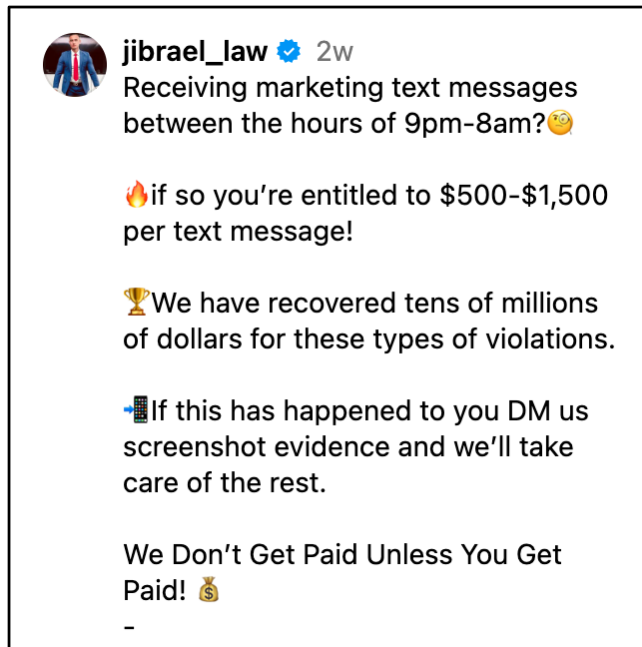 jibrael_law 2w
Receiving marketing text messages
between the hours of 9pm-8am?🧐
🔥if so you’re entitled to $500-$1,500
per text message!
🏆We have recovered tens of millions
of dollars for these types of violations.
📲If this has happened to you DM us
screenshot evidence and we’ll take
care of the rest.
We Don’t Get Paid Unless You Get
Paid! 💰
-